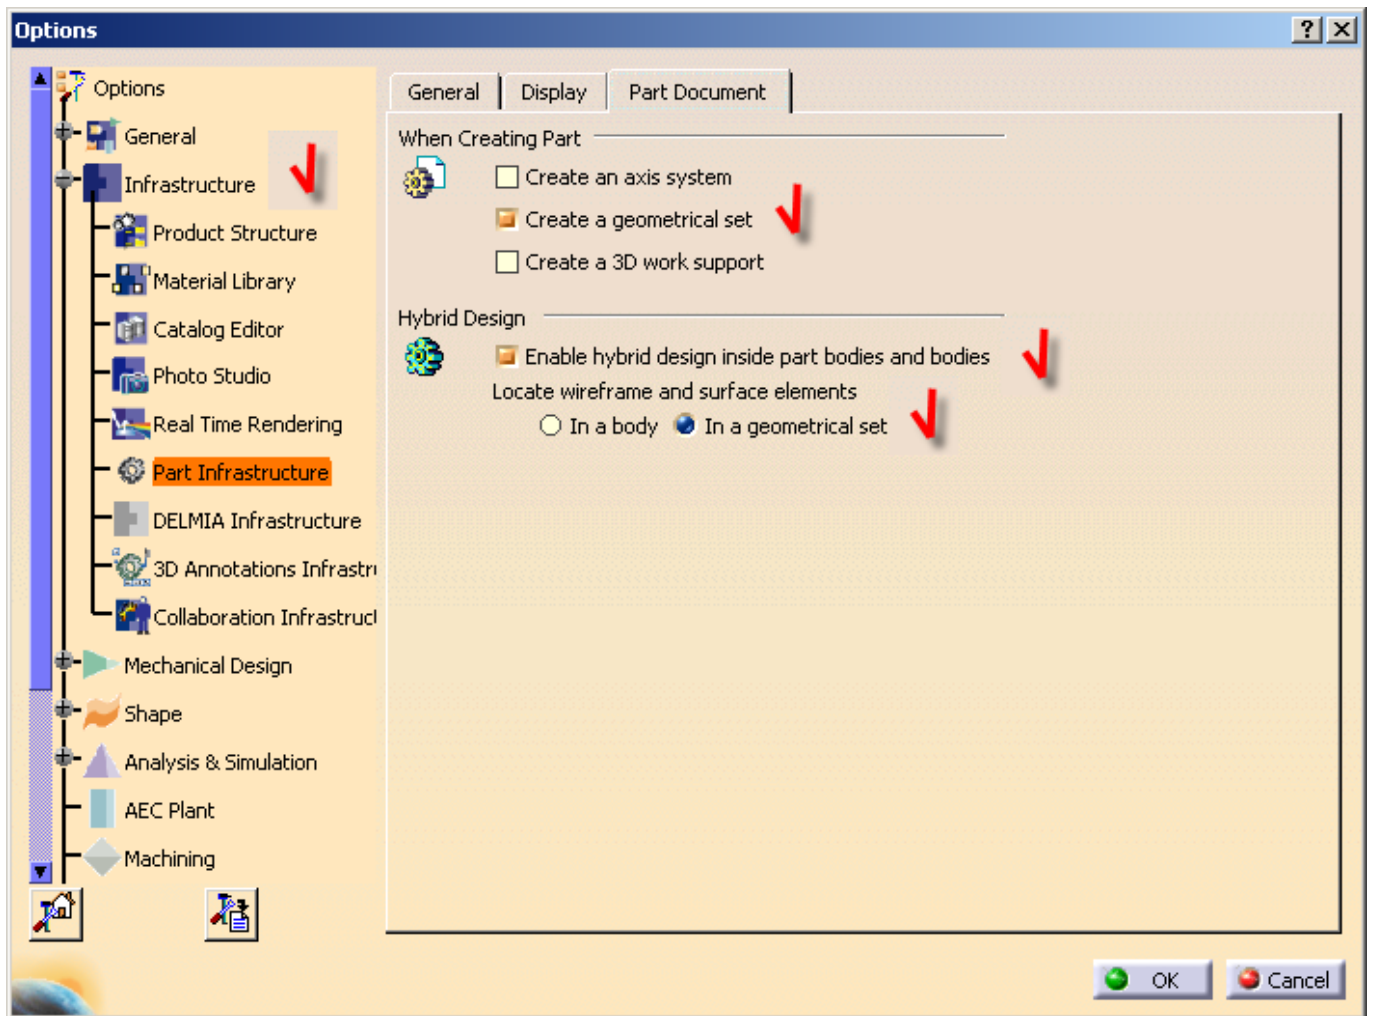 Options
Options
General
Infrastructure
Product Structure
Material Library
Catalog Editor
Photo Studio
Real Time Rendering
Part Infrastructure
DELMIA Infrastructure
3D Annotations Infrastr
Collaboration Infrastruct
Mechanical Design
Shape
Analysis & Simulation
AEC Plant
Machining
General Display Part Document
When Creating Part
Create an axis system
Create a geometrical set
Create a 3D work support
Hybrid Design
Enable hybrid design inside part bodies and bodies
Locate wireframe and surface elements
In a body In a geometrical set
OK Cancel